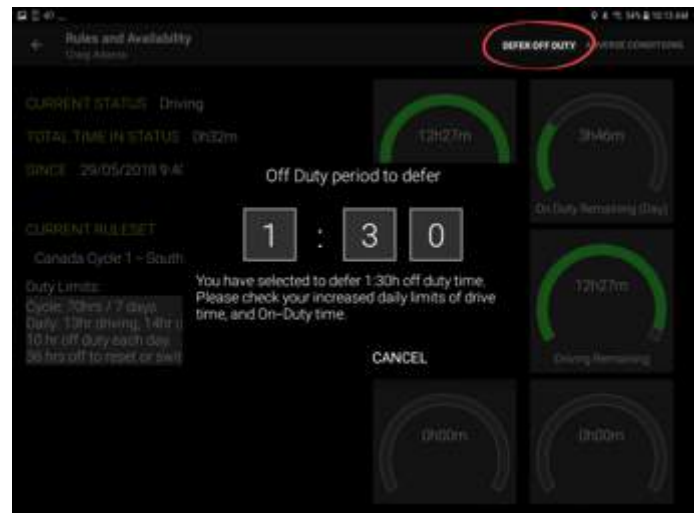 Rules and Availability
DEFER OFF DUTY
ADVERSE CONDITIONS
CURRENT STATUS Driving
TOTAL TIME IN STATUS 0h32m
SINCE 29/05/2018
CURRENT RULESET
Canada Cycle 1 - South
Duty Limits:
Cycle: 70hrs / 7 days
Daily: 13hr driving, 14hr
10 hr off duty each day
36 hrs off to reset or
12h27m
3h46m
On Duty Remaining (Day)
Off Duty period to defer
1 : 3 0
You have selected to defer 1:30h off duty time.
Please check your increased daily limits of drive
time, and On-Duty time.
CANCEL
12h27m
Driving Remaining
0h00m
0h00m